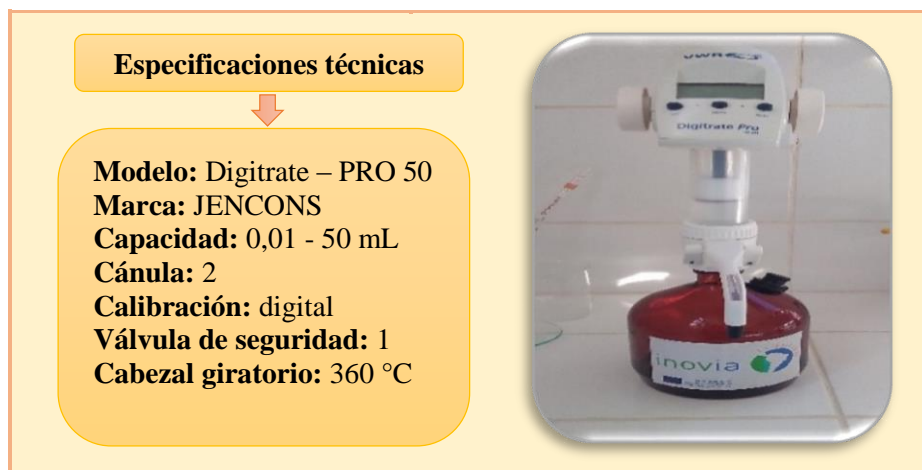 Especificaciones técnicas
Modelo: Digitrate – PRO 50
Marca: JENCONS
Capacidad: 0,01 - 50 mL
Cánula: 2
Calibración: digital
Válvula de seguridad: 1
Cabezal giratorio: 360 °C
VWR
Digitrate Pro
inovia